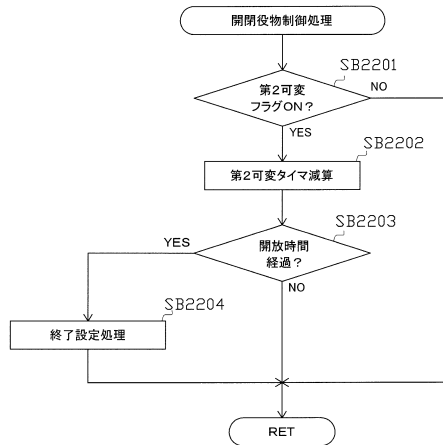 開閉役物制御処理
SB2201
第2可変
フラグON?
NO
YES
SB2202
第2可変タイマ減算
SB2203
YES
開放時間
経過?
NO
SB2204
終了設定処理
RET